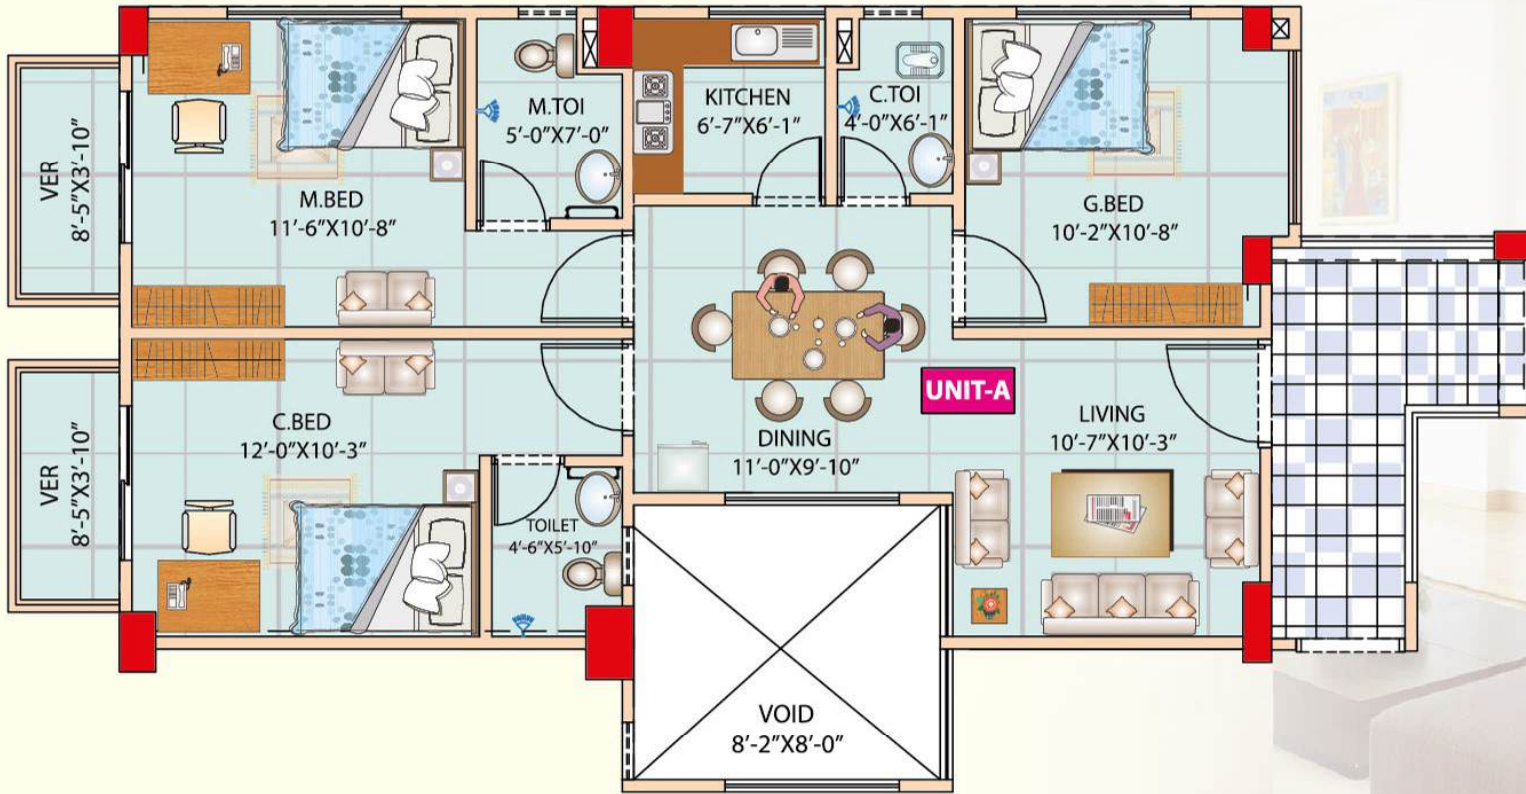 VER
8'-5"X3'-10"
M.BED
11'-6"X10'-8"
M.TOI
5'-0"X7'-0"
KITCHEN
6'-7"X6'-1"
C.TOI
4'-0"X6'-1"
G.BED
10'-2"X10'-8"
VER
8'-5"X3'-10"
C.BED
12'-0"X10'-3"
TOILET
4'-6"X5'-10"
DINING
11'-0"X9'-10"
UNIT-A
LIVING
10'-7"X10'-3"
VOID
8'-2"X8'-0"